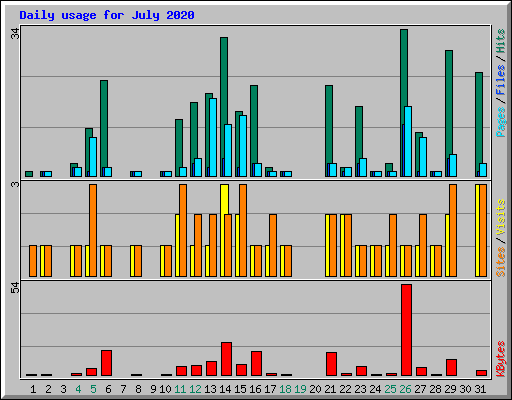 Daily usage for July 2020
34
Pages / Files / Hits
3
Sites / Visits
54
KBytes
1 2 3 4 5 6 7 8 9 10 11 12 13 14 15 16 17 18 19 20 21 22 23 24 25 26 27 28 29 30 31